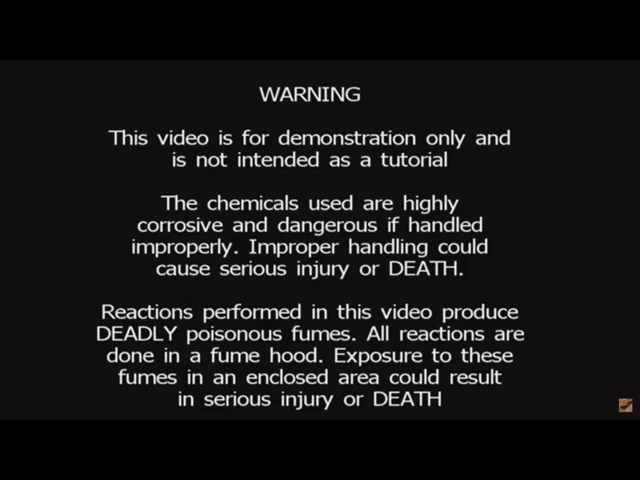 WARNING
This video is for demonstration only and
is not intended as a tutorial
The chemicals used are highly
corrosive and dangerous if handled
improperly. Improper handling could
cause serious injury or DEATH.
Reactions performed in this video produce
DEADLY poisonous fumes. All reactions are
done in a fume hood. Exposure to these
fumes in an enclosed area could result
in serious injury or DEATH